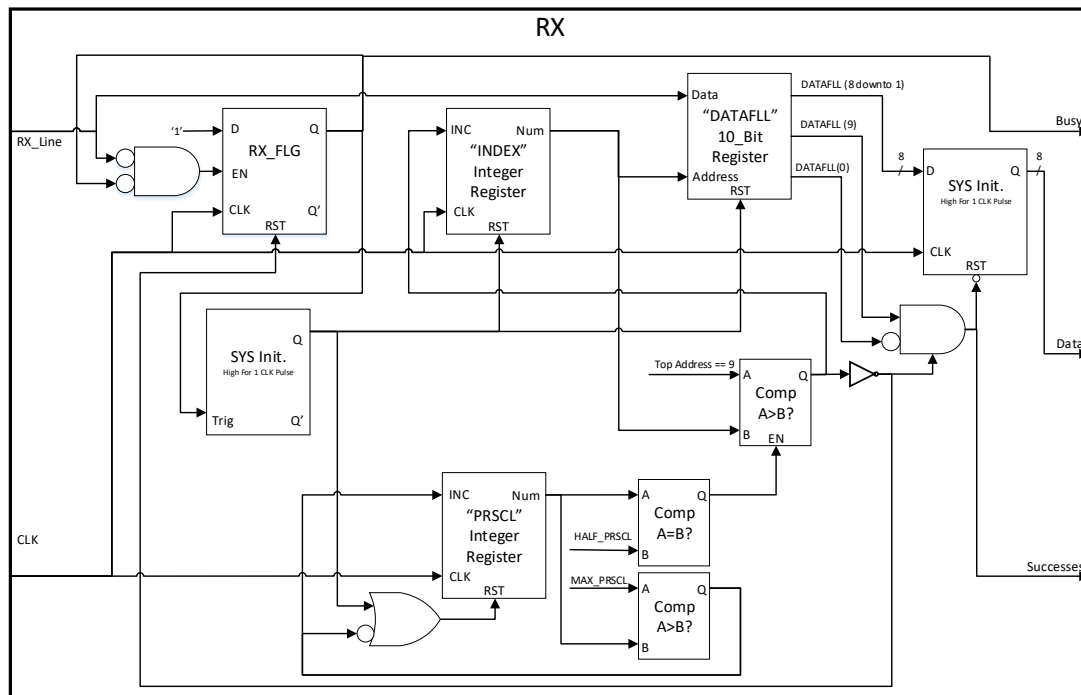 RX
RX_Line
'1'
D
Q
RX_FLG
EN
CLK
Q'
RST
INC
Num
"INDEX"
Integer
Register
CLK
RST
Data
"DATAFLL"
10_Bit
Register
Address
RST
DATAFLL (8 downto 1)
DATAFLL (9)
DATAFLL(0)
8
D
Q
8
SYS Init.
High For 1 CLK Pulse
CLK
RST
Busy
Data
Successes
Q
SYS Init.
High For 1 CLK Pulse
Trig
Q'
Top Address == 9
A
Q
Comp
A>B?
B
EN
CLK
INC
Num
"PRSCL"
Integer
Register
CLK
RST
A
Q
Comp
A=B?
HALF_PRSCL
B
MAX_PRSCL
A
Q
Comp
A>B?
B